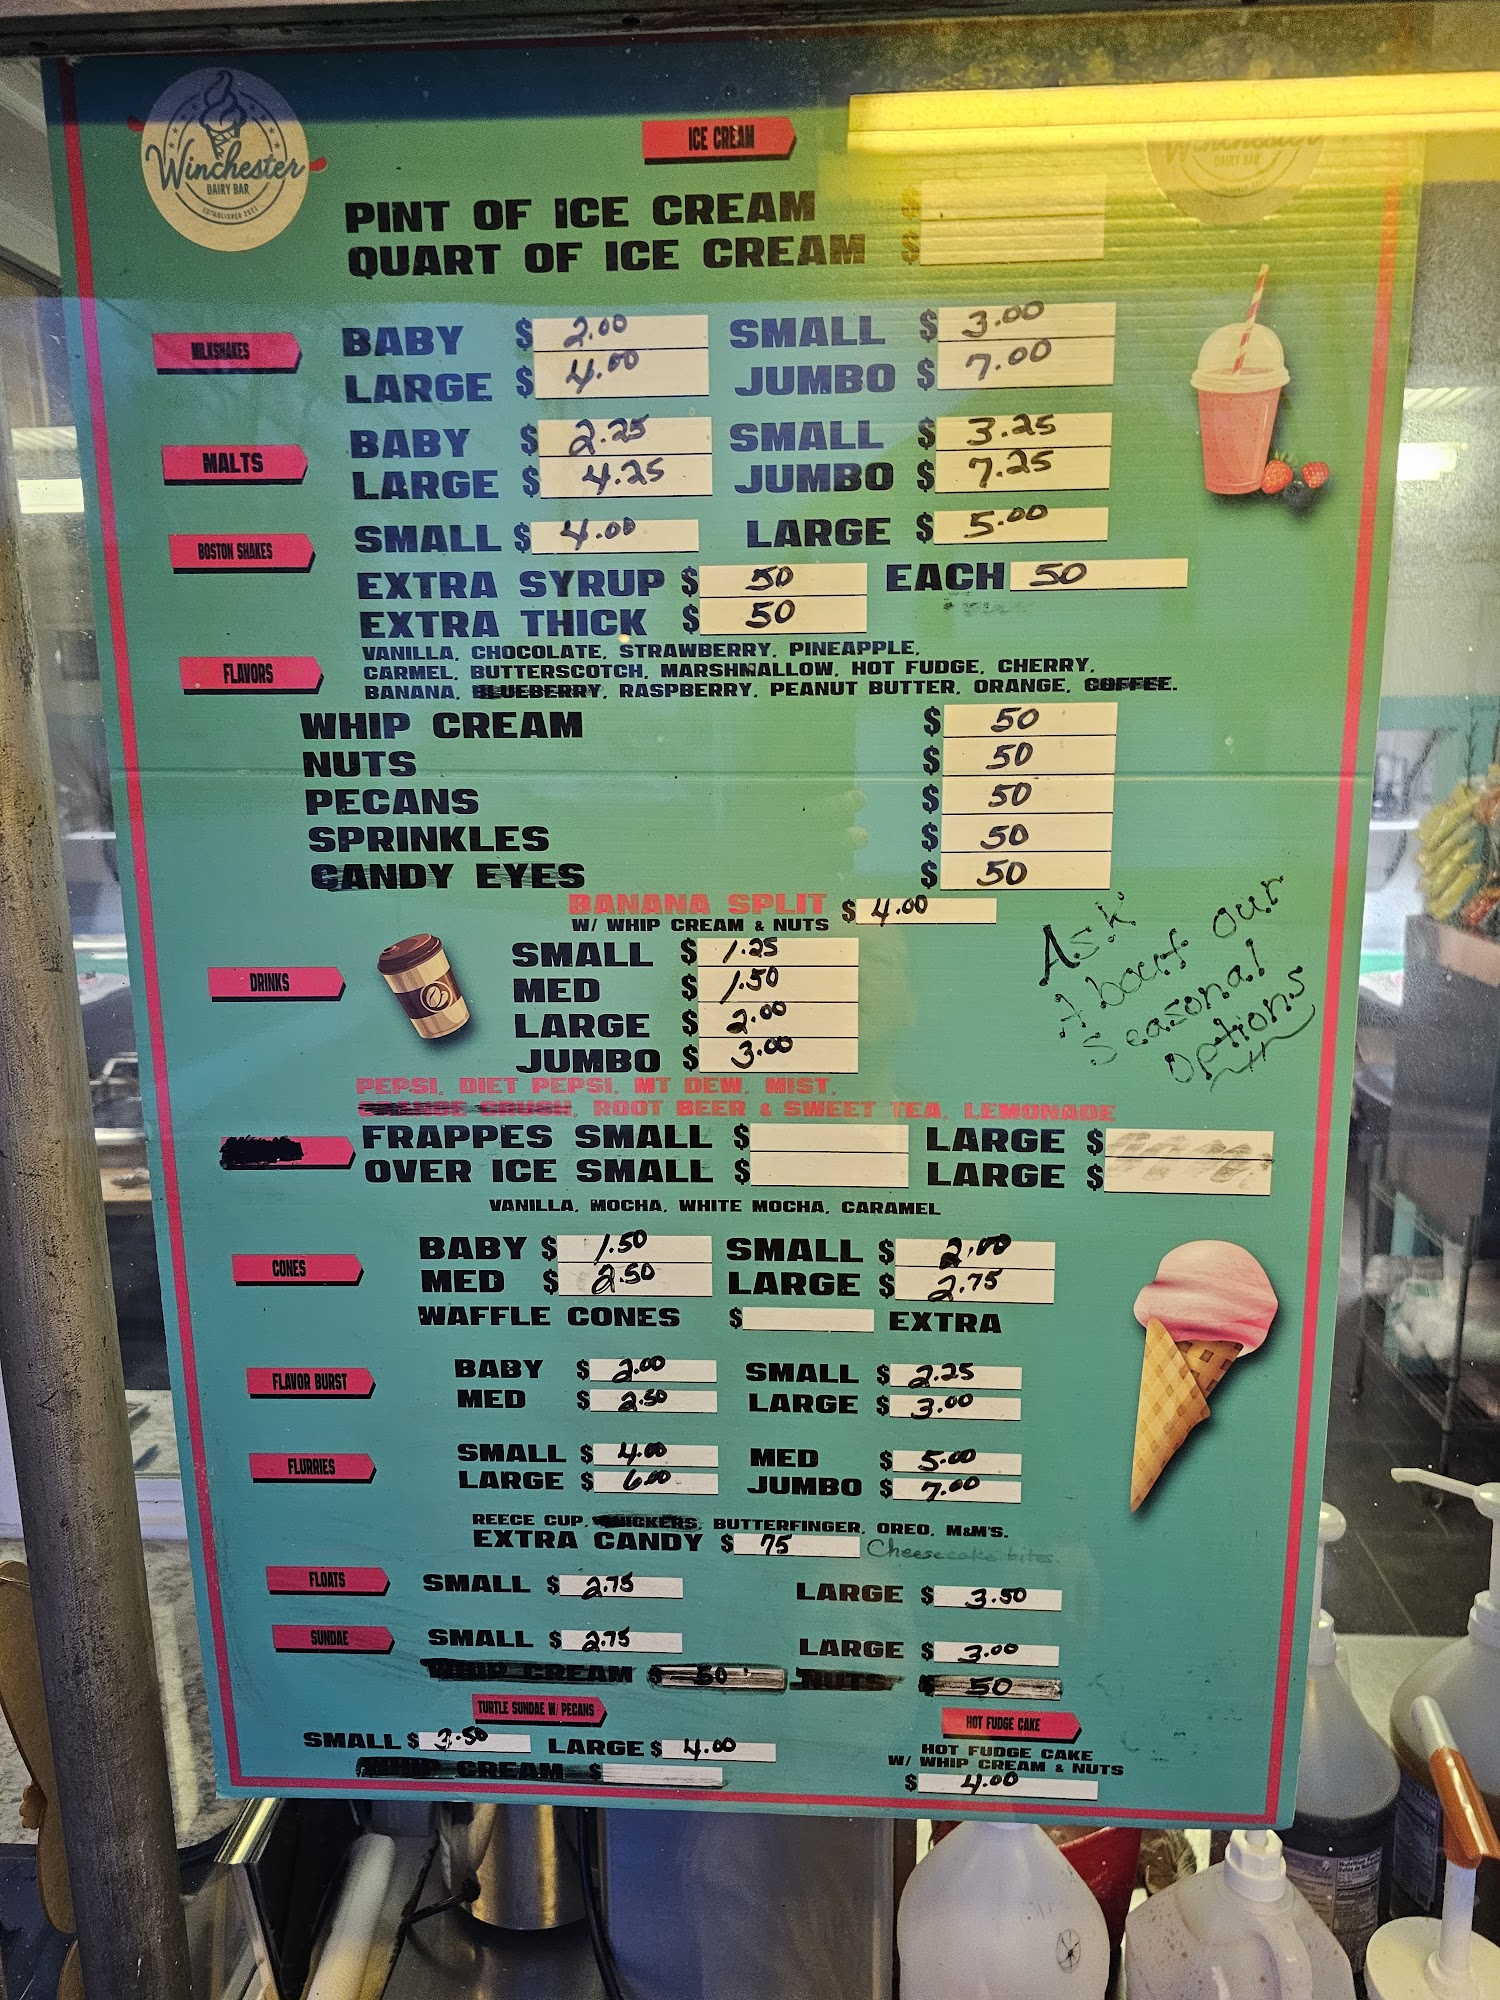 Winchester
DAIRY BAR
ESTABLISHED 2021
ICE CREAM
Winchester
DAIRY BAR
PINT OF ICE CREAM $
QUART OF ICE CREAM $
MILKSHAKES
BABY $ 2.00 SMALL $ 3.00
LARGE $ 4.00 JUMBO $ 7.00
MALTS
BABY $ 2.25 SMALL $ 3.25
LARGE $ 4.25 JUMBO $ 7.25
BOSTON SHAKES
SMALL $ 4.00 LARGE $ 5.00
EXTRA SYRUP $ 50 EACH 50
EXTRA THICK $ 50
FLAVORS
VANILLA, CHOCOLATE, STRAWBERRY, PINEAPPLE,
CARMEL, BUTTERSCOTCH, MARSHMALLOW, HOT FUDGE, CHERRY,
BANANA, BLUEBERRY, RASPBERRY, PEANUT BUTTER, ORANGE, COFFEE.
WHIP CREAM $ 50
NUTS $ 50
PECANS $ 50
SPRINKLES $ 50
CANDY EYES $ 50
BANANA SPLIT $ 4.00
W/ WHIP CREAM & NUTS
Ask
About our
Seasonal
Options
DRINKS
SMALL $ 1.25
MED $ 1.50
LARGE $ 2.00
JUMBO $ 3.00
PEPSI, DIET PEPSI, MT DEW, MIST,
ORANGE CRUSH, ROOT BEER & SWEET TEA, LEMONADE
FRAPPES SMALL $ LARGE $
OVER ICE SMALL $ LARGE $
VANILLA, MOCHA, WHITE MOCHA, CARAMEL
CONES
BABY $ 1.50 SMALL $ 2.00
MED $ 2.50 LARGE $ 2.75
WAFFLE CONES $ EXTRA
FLAVOR BURST
BABY $ 2.00 SMALL $ 2.25
MED $ 2.50 LARGE $ 3.00
FLURRIES
SMALL $ 4.00 MED $ 5.00
LARGE $ 6.00 JUMBO $ 7.00
REECE CUP, SNICKERS, BUTTERFINGER, OREO, M&M'S.
EXTRA CANDY $ 75 Cheesecake bites
FLOATS
SMALL $ 2.75 LARGE $ 3.50
SUNDAE
SMALL $ 2.75 LARGE $ 3.00
WHIP CREAM $ 50 NUTS $ 50
TURTLE SUNDAE W/ PECANS
SMALL $ 3.50 LARGE $ 4.00
WHIP CREAM $
HOT FUDGE CAKE
HOT FUDGE CAKE
W/ WHIP CREAM & NUTS
$ 4.00